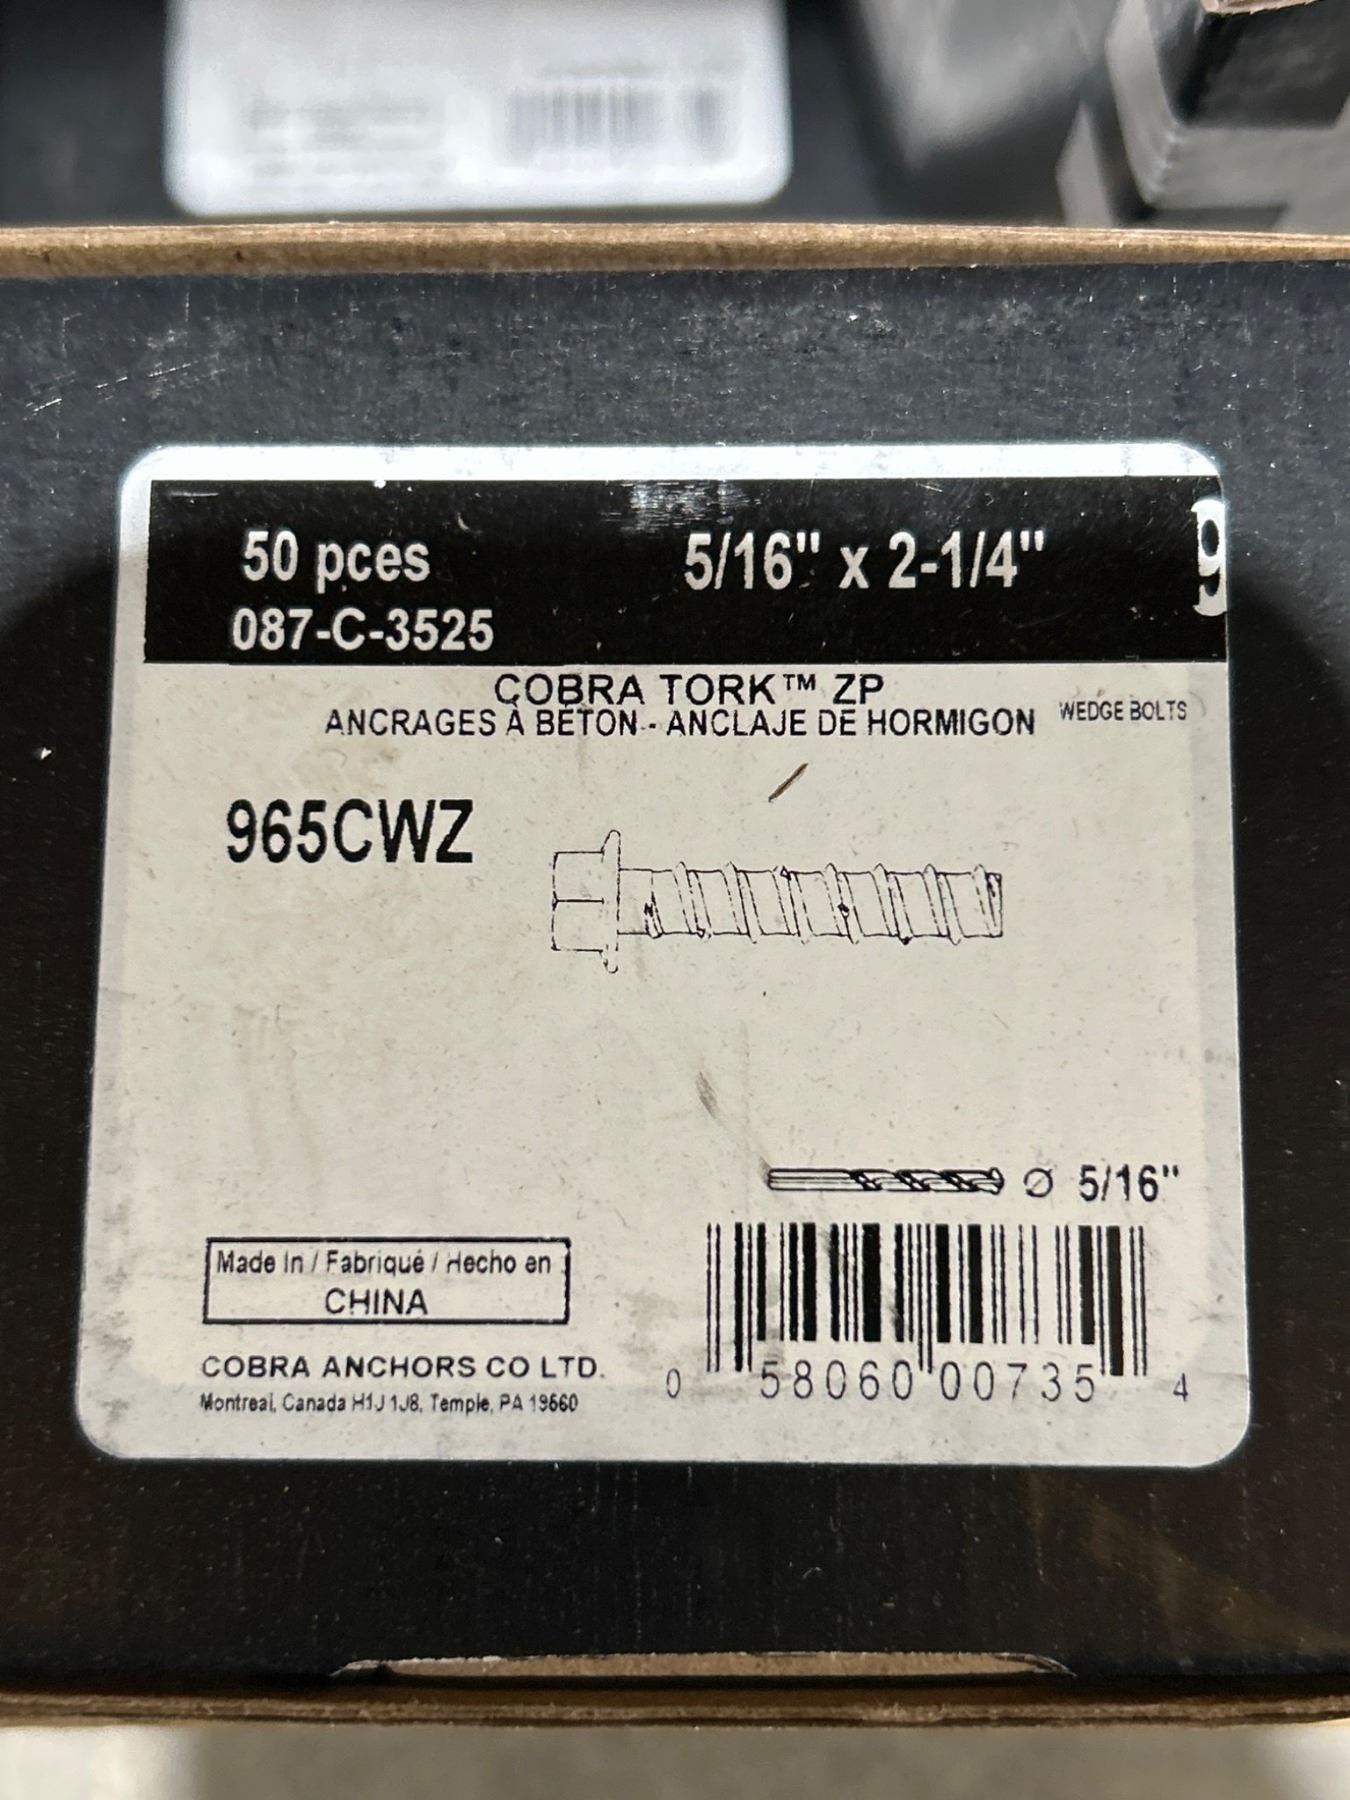 50 pces
5/16" x 2-1/4"
9
087-C-3525
COBRA TORK™ ZP
ANCRAGES À BÉTON - ANCLAJE DE HORMIGON
WEDGE BOLTS
965CWZ
Ø 5/16"
Made In / Fabriqué / Hecho en :
CHINA
COBRA ANCHORS CO LTD.
Montreal, Canada H1J 1J8, Temple, PA 19560
0 58060 00735 4